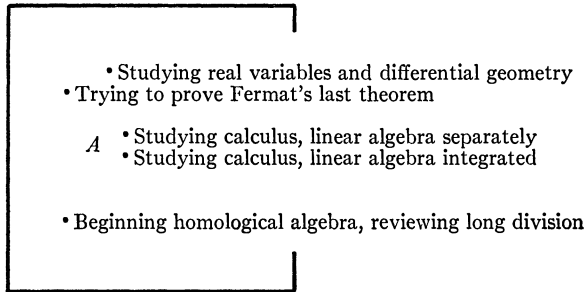 • Studying real variables and differential geometry
• Trying to prove Fermat's last theorem
A • Studying calculus, linear algebra separately
• Studying calculus, linear algebra integrated
• Beginning homological algebra, reviewing long division